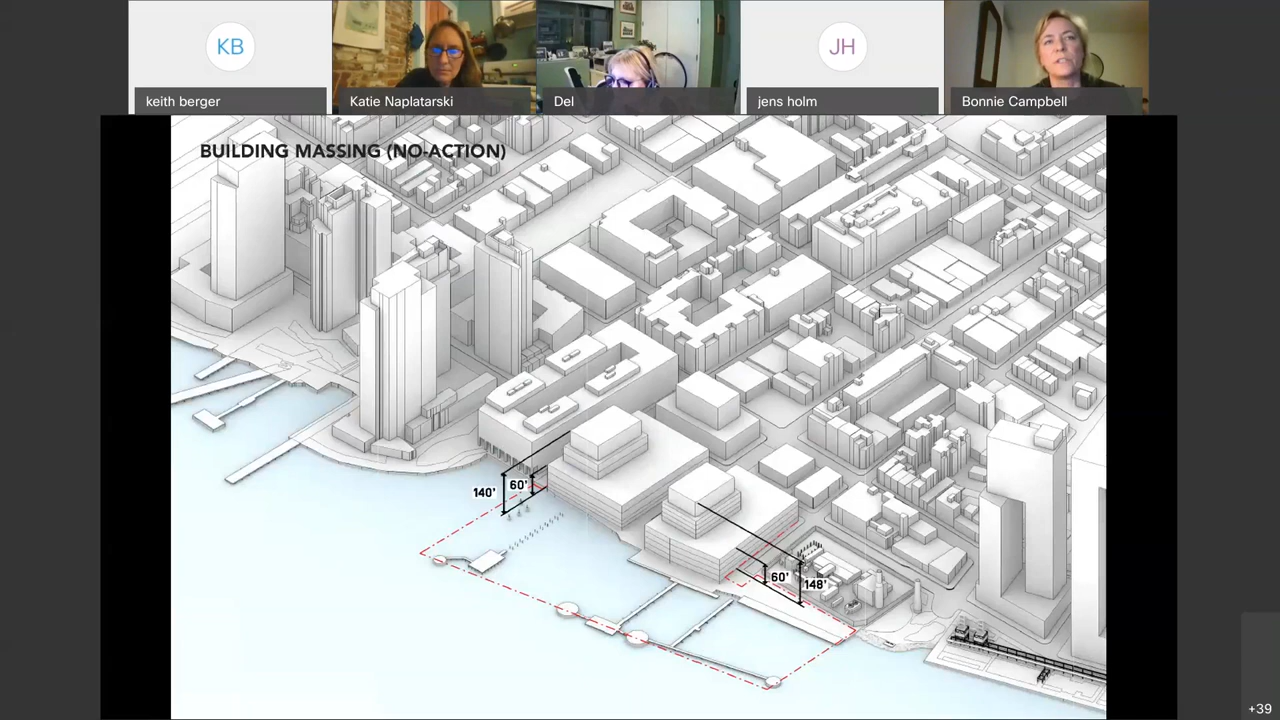 KB
keith berger
Katie Naplatarski
Del
JH
jens holm
Bonnie Campbell
BUILDING MASSING (NO-ACTION)
140'
60'
60'
148'
+39